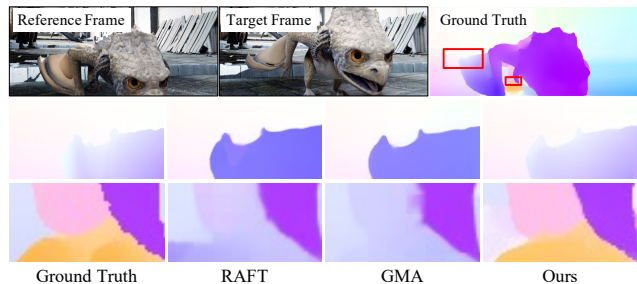 Reference Frame
Target Frame
Ground Truth
Ground Truth
RAFT
GMA
Ours